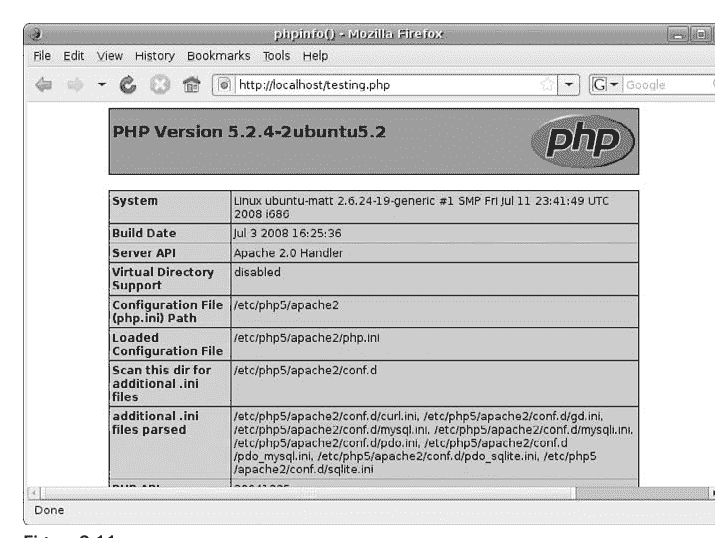 phpinfo() - Mozilla Firefox
File Edit View History Bookmarks Tools Help
http://localhost/testing.php
G Google
PHP Version 5.2.4-2ubuntu5.2
php
System Linux ubuntu-matt 2.6.24-19-generic #1 SMP Fri Jul 11 23:41:49 UTC
2008 i686
Build Date Jul 3 2008 16:25:36
Server API Apache 2.0 Handler
Virtual Directory disabled
Support
Configuration File /etc/php5/apache2
(php.ini) Path
Loaded /etc/php5/apache2/php.ini
Configuration File
Scan this dir for /etc/php5/apache2/conf.d
additional .ini
files
additional .ini /etc/php5/apache2/conf.d/curl.ini, /etc/php5/apache2/conf.d/gd.ini,
files parsed /etc/php5/apache2/conf.d/mysql.ini, /etc/php5/apache2/conf.d/mysqli.ini,
/etc/php5/apache2/conf.d/pdo.ini, /etc/php5/apache2/conf.d
/pdo_mysql.ini, /etc/php5/apache2/conf.d/pdo_sqlite.ini, /etc/php5
/apache2/conf.d/sqlite.ini
Done